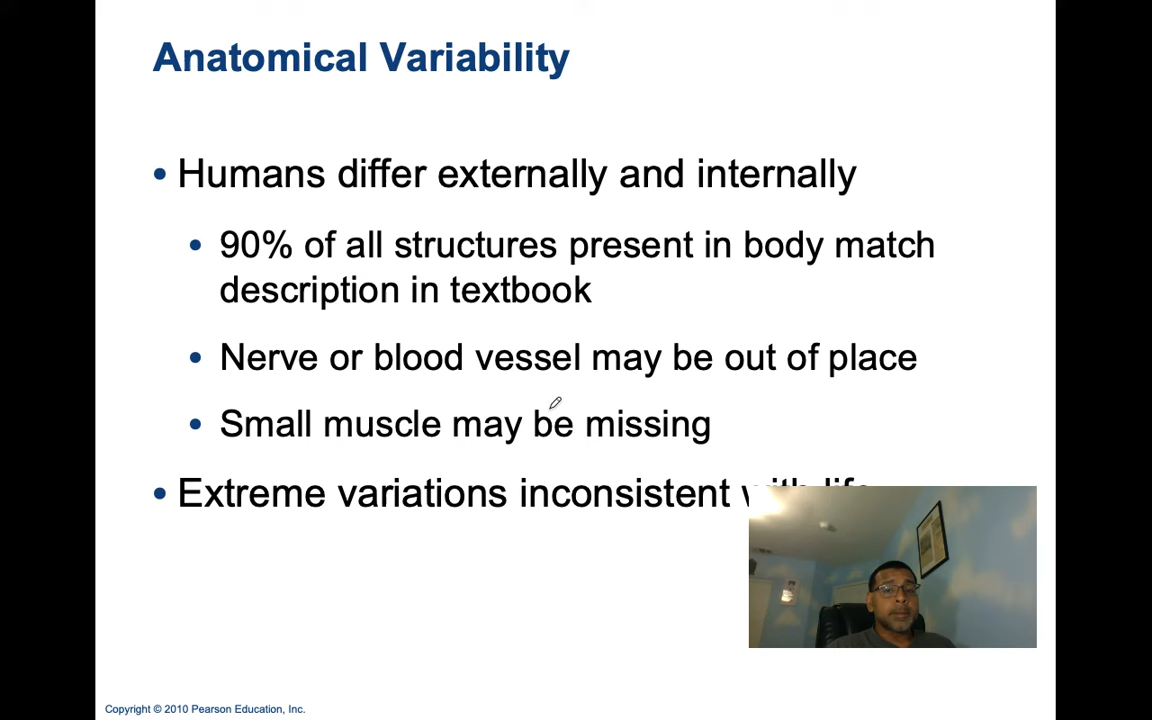 Anatomical Variability
• Humans differ externally and internally
• 90% of all structures present in body match
description in textbook
• Nerve or blood vessel may be out of place
• Small muscle may be missing
• Extreme variations inconsistent with life
Copyright © 2010 Pearson Education, Inc.